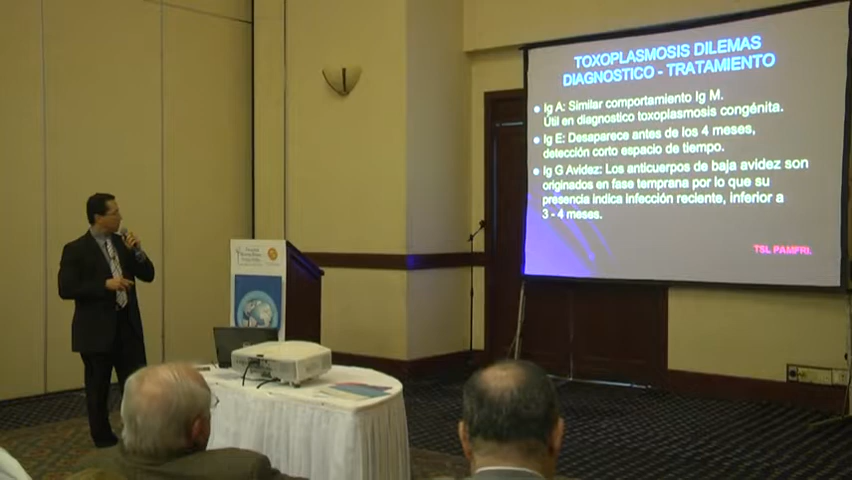 TOXOPLASMOSIS DILEMAS
DIAGNOSTICO - TRATAMIENTO
Ig A: Similar comportamiento Ig M.
Útil en diagnostico toxoplasmosis congénita.
Ig E: Desaparece antes de los 4 meses,
detección corto espacio de tiempo.
Ig G Avidez: Los anticuerpos de baja avidez son
originados en fase temprana por lo que su
presencia indica infección reciente, inferior a
3 - 4 meses.
TSL PAMFRI.